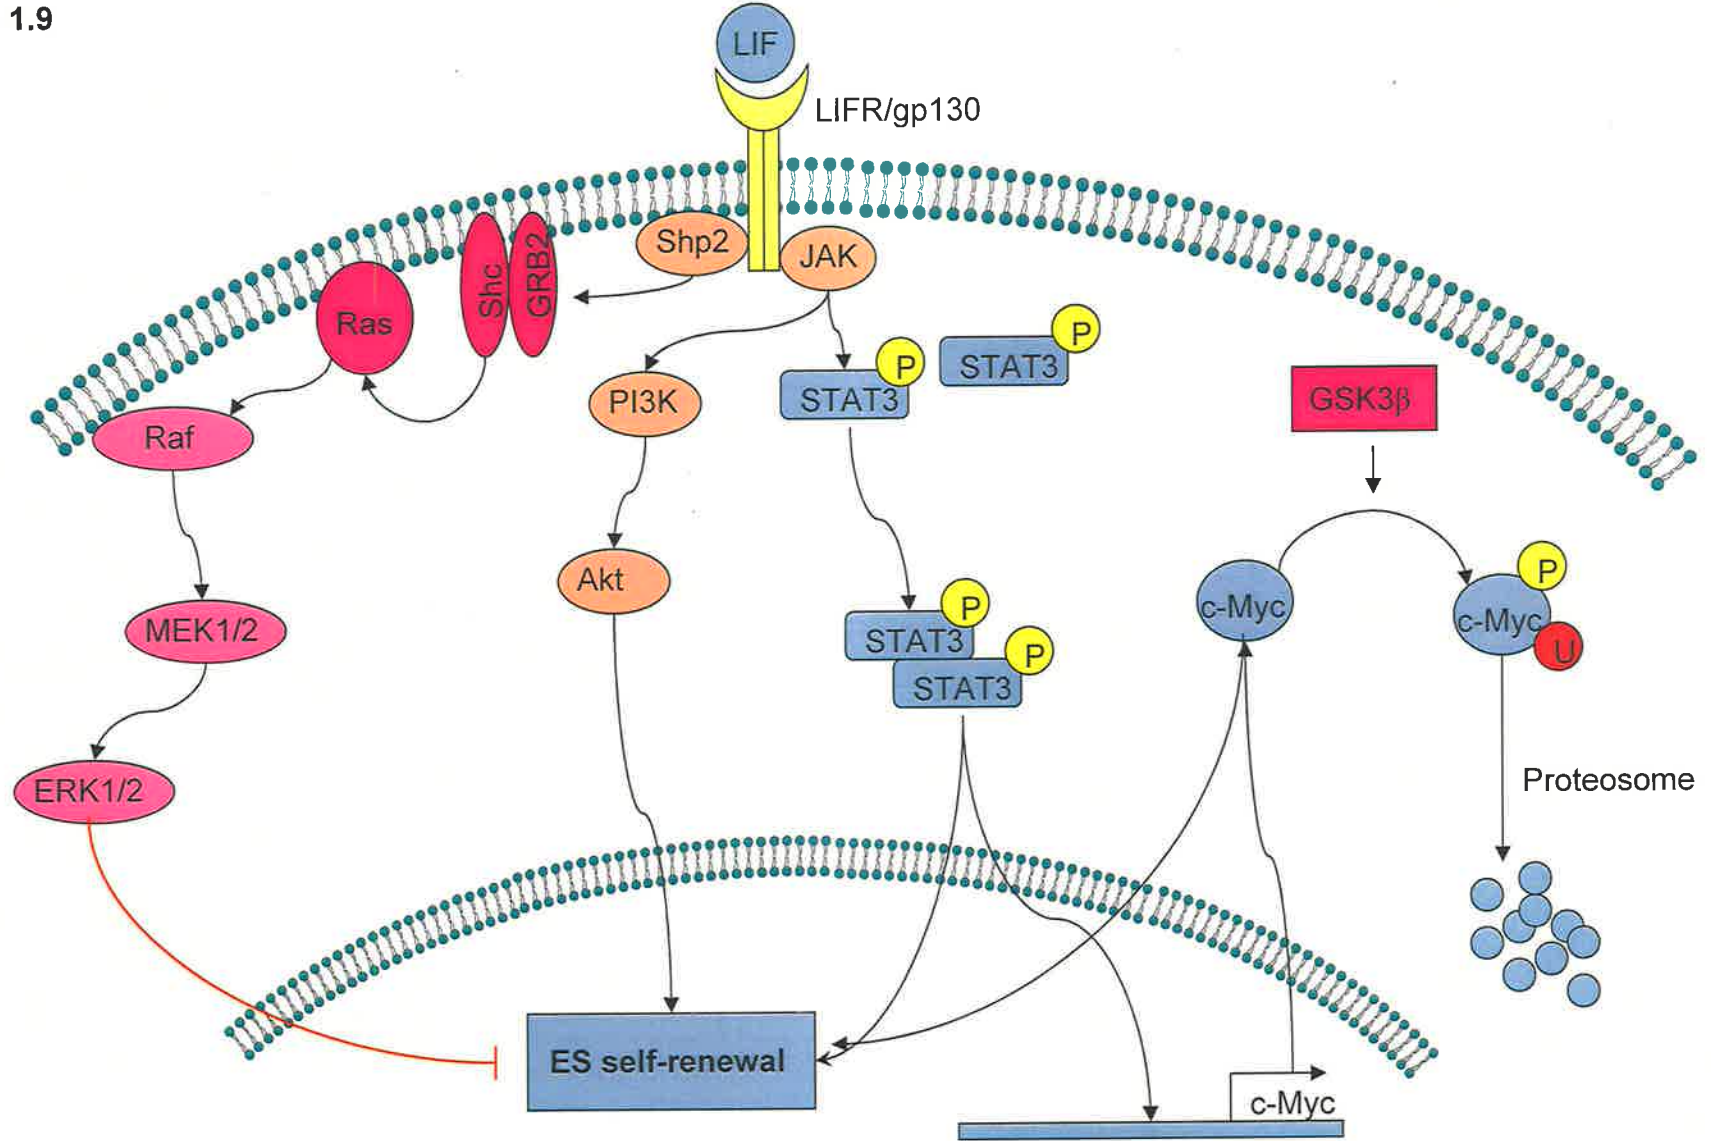 1.9
LIF
LIFR/gp130
Shp2
JAK
Shc
GRB2
Ras
P
STAT3
P
STAT3
PI3K
GSK3β
Raf
Akt
P
c-Myc
P
c-Myc
U
MEK1/2
STAT3
P
STAT3
ERK1/2
Proteosome
ES self-renewal
c-Myc